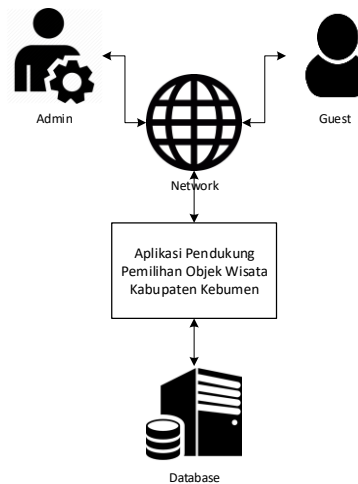 Admin
Guest
Network
Aplikasi Pendukung
Pemilihan Objek Wisata
Kabupaten Kebumen
Database